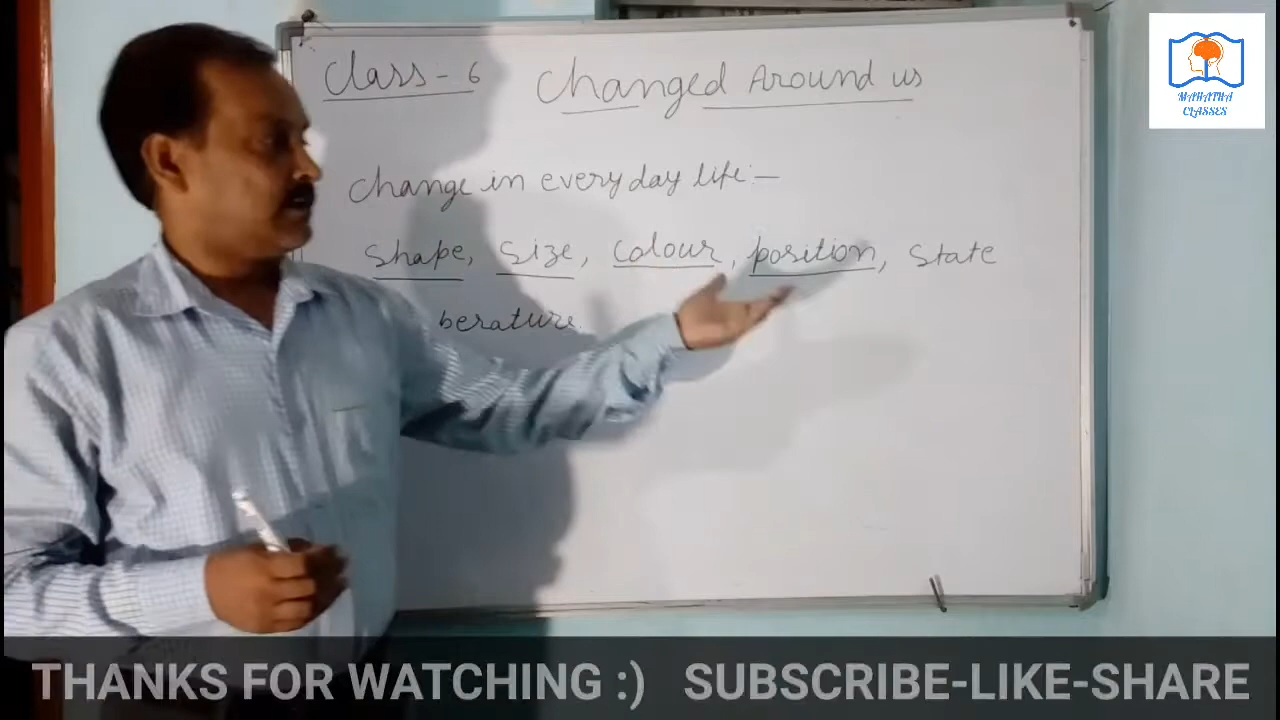 Class - 6 Changed Around us
MAHATHA
CLASSES
Change in every day life :-
Shape, Size, Colour, position, State
berature.
THANKS FOR WATCHING :) SUBSCRIBE-LIKE-SHARE